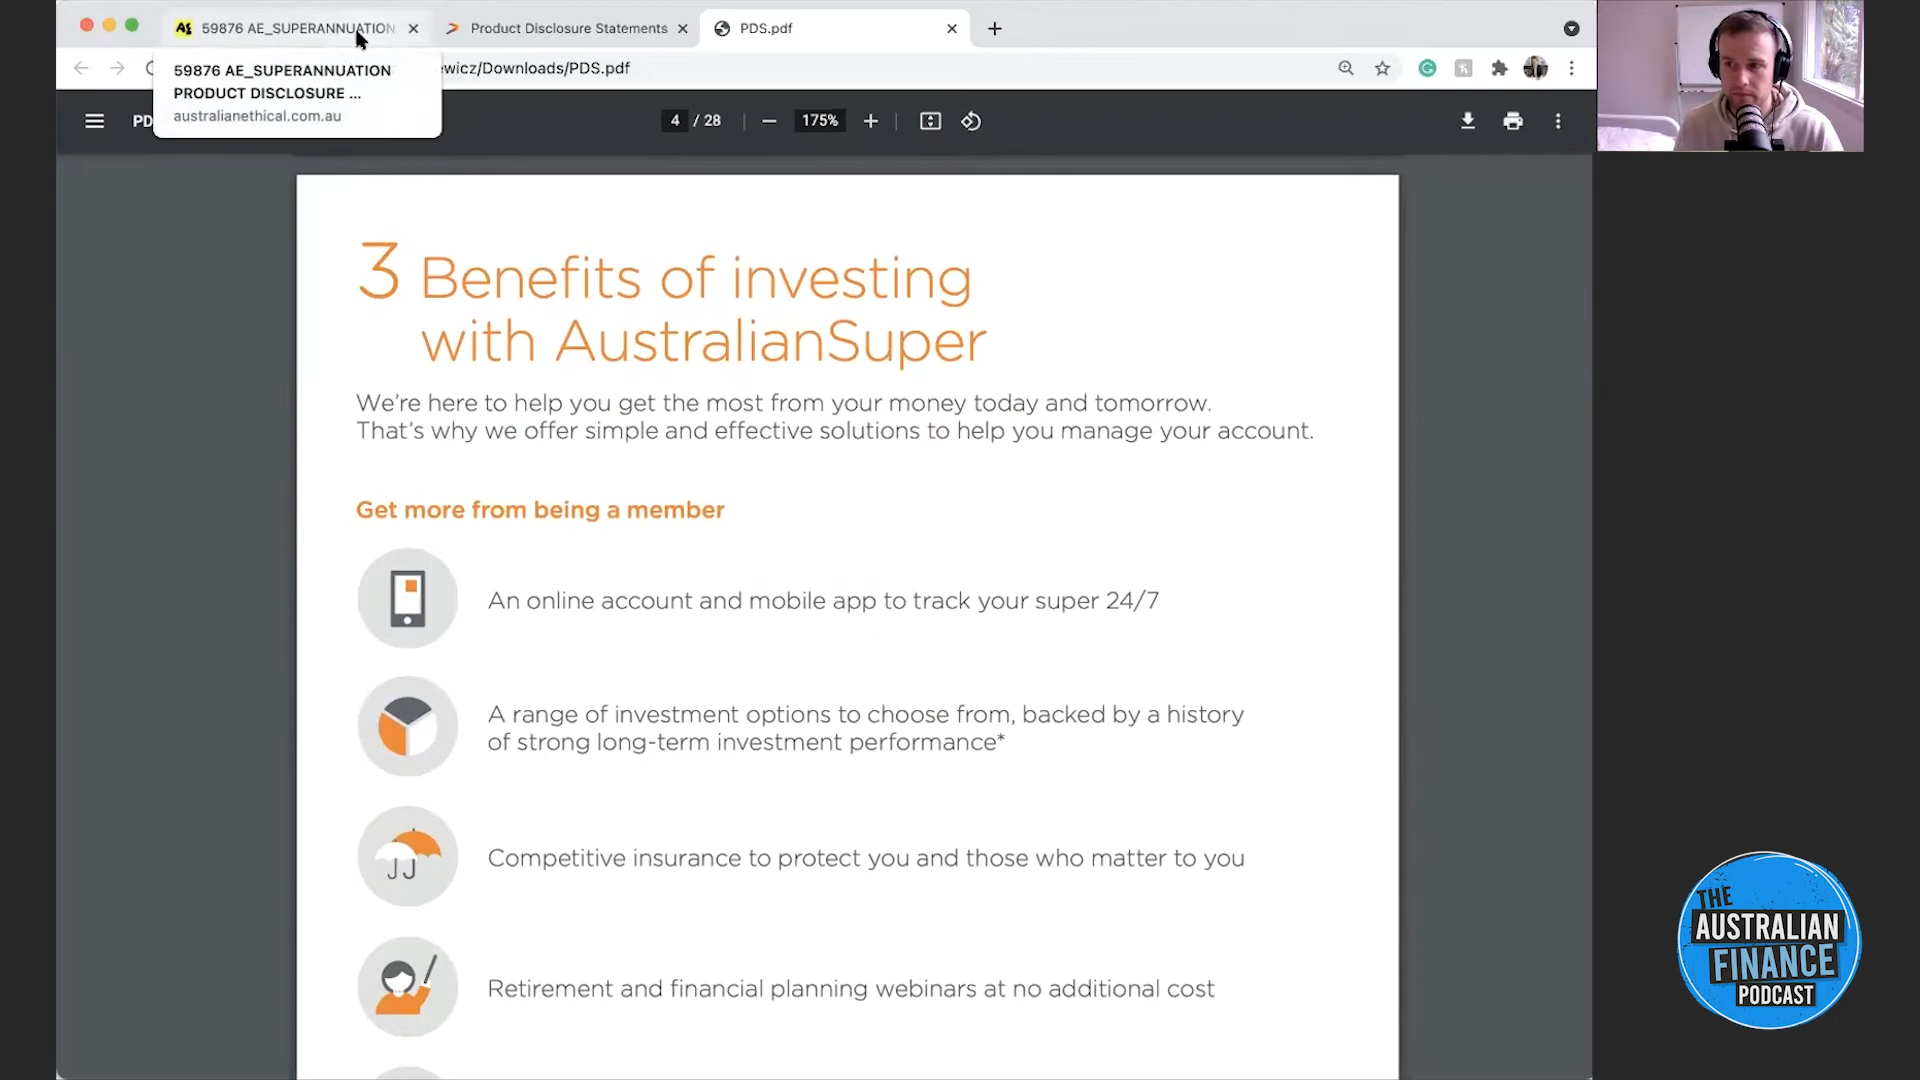 59876 AE_SUPERANNUATION
Product Disclosure Statements
PDS.pdf
59876 AE_SUPERANNUATION
PRODUCT DISCLOSURE ...
australianethical.com.au
ewicz/Downloads/PDS.pdf
PD
4 / 28
175%
3 Benefits of investing
with AustralianSuper
We're here to help you get the most from your money today and tomorrow.
That's why we offer simple and effective solutions to help you manage your account.
Get more from being a member
An online account and mobile app to track your super 24/7
A range of investment options to choose from, backed by a history
of strong long-term investment performance*
Competitive insurance to protect you and those who matter to you
Retirement and financial planning webinars at no additional cost
THE
AUSTRALIAN
FINANCE
PODCAST